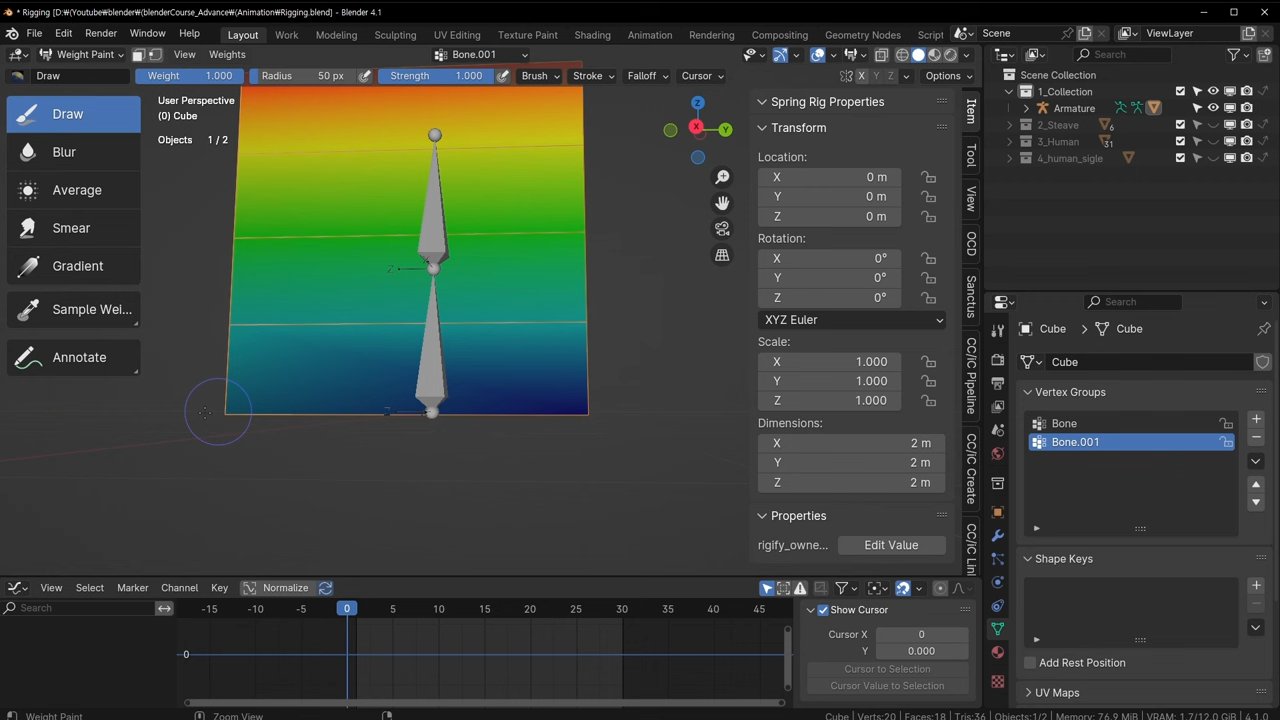 * Rigging [D:₩(Youtube₩blender₩(blenderCourse_Advance₩(Animation₩Rigging.blend] - Blender 4.1
File Edit Render Window Help Layout Modeling Sculpting UV Editing Texture Paint Shading Animation Rendering Compositing Geometry Nodes Script Scene ViewLayer
Weight Paint View Weights Bone.001 Search
Draw Weight 1.000 Radius 50 px Strength 1.000 Brush Stroke Falloff Cursor X Y Z Options
Scene Collection
1_Collection
Armature
2_Steave 6
3_Human 31
4_human_sigle
Draw
Blur
Average
Smear
Gradient
Sample Wei...
Annotate
User Perspective
(0) Cube
Objects 1/2
Z
X
Y
Spring Rig Properties
Transform
Location:
X 0 m
Y 0 m
Z 0 m
Rotation:
X 0°
Y 0°
Z 0°
XYZ Euler
Scale:
X 1.000
Y 1.000
Z 1.000
Dimensions:
X 2 m
Y 2 m
Z 2 m
Properties
rigify_owne... Edit Value
Item
Tool
View
OCD
Sanctus
CC/iC Pipeline
CC/iC Create
CC/iC Linl
Search
Cube Cube
Cube
Vertex Groups
Bone
Bone.001
Shape Keys
Add Rest Position
UV Maps
View Select Marker Channel Key Normalize
Search
-15 -10 -5 0 5 10 15 20 25 30 35 40 45
0
Show Cursor
Cursor X 0
Y 0.000
Cursor to Selection
Cursor Value to Selection
Weight Paint Zoom View Cube | Verts:20 | Faces:18 | Tris:36 | Objects:1/2 | Memory: 76.9 MiB | VRAM: 1.7/12.0 GiB | 4.1.0